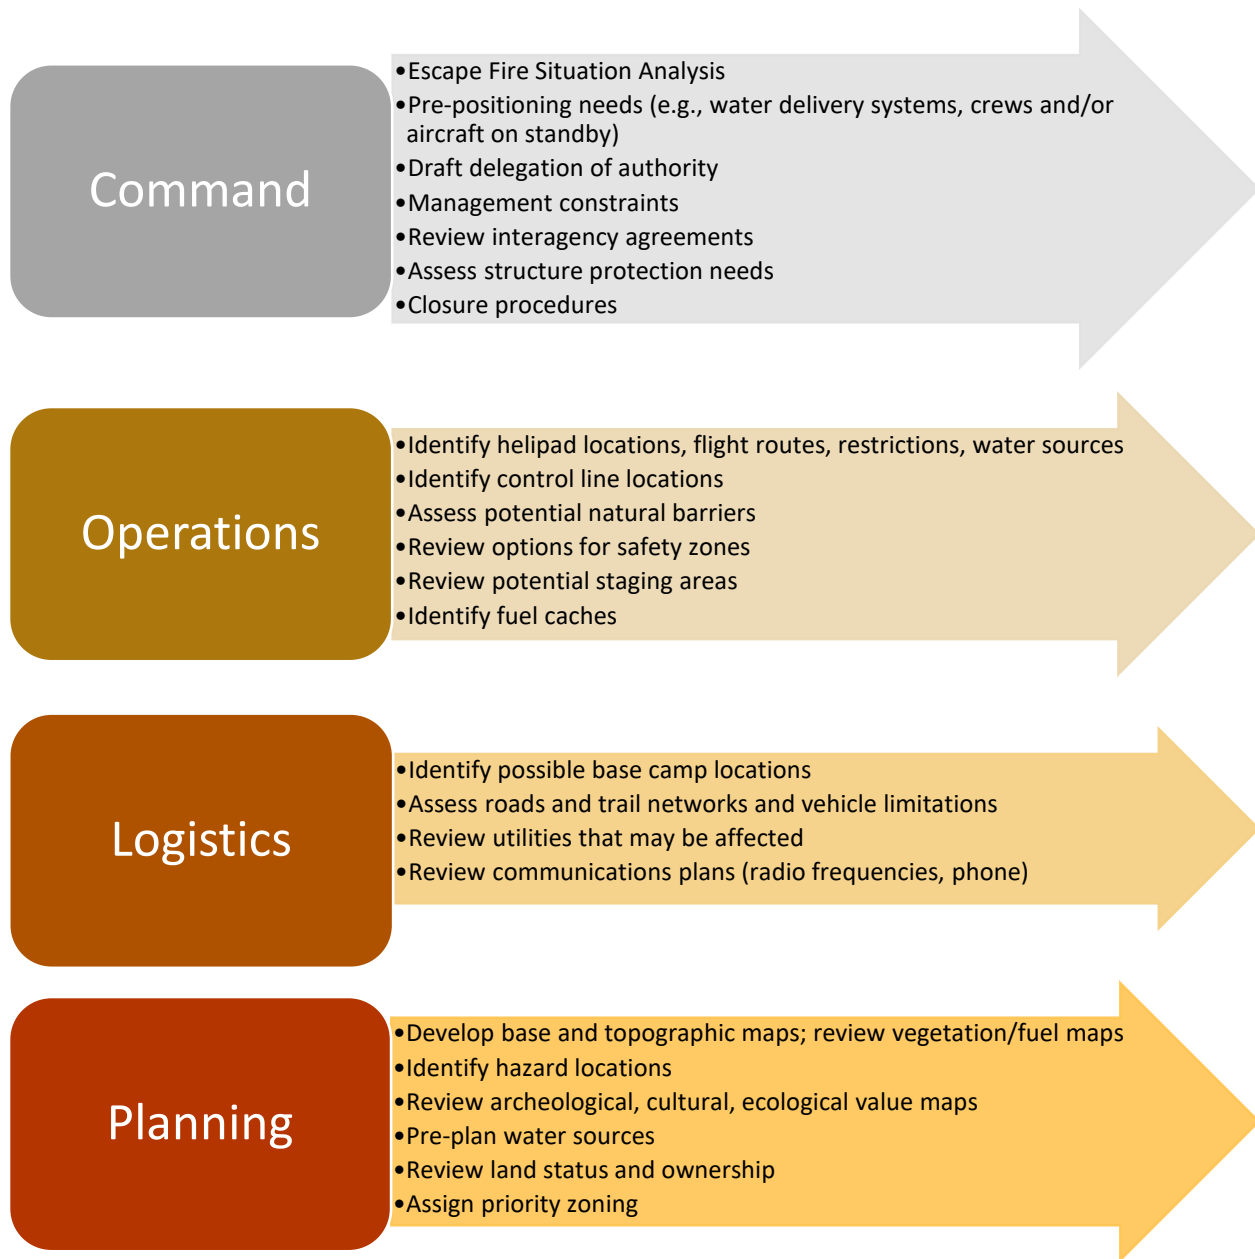 Command
•Escape Fire Situation Analysis
•Pre-positioning needs (e.g., water delivery systems, crews and/or
aircraft on standby)
•Draft delegation of authority
•Management constraints
•Review interagency agreements
•Assess structure protection needs
•Closure procedures
Operations
•Identify helipad locations, flight routes, restrictions, water sources
•Identify control line locations
•Assess potential natural barriers
•Review options for safety zones
•Review potential staging areas
•Identify fuel caches
Logistics
•Identify possible base camp locations
•Assess roads and trail networks and vehicle limitations
•Review utilities that may be affected
•Review communications plans (radio frequencies, phone)
Planning
•Develop base and topographic maps; review vegetation/fuel maps
•Identify hazard locations
•Review archeological, cultural, ecological value maps
•Pre-plan water sources
•Review land status and ownership
•Assign priority zoning